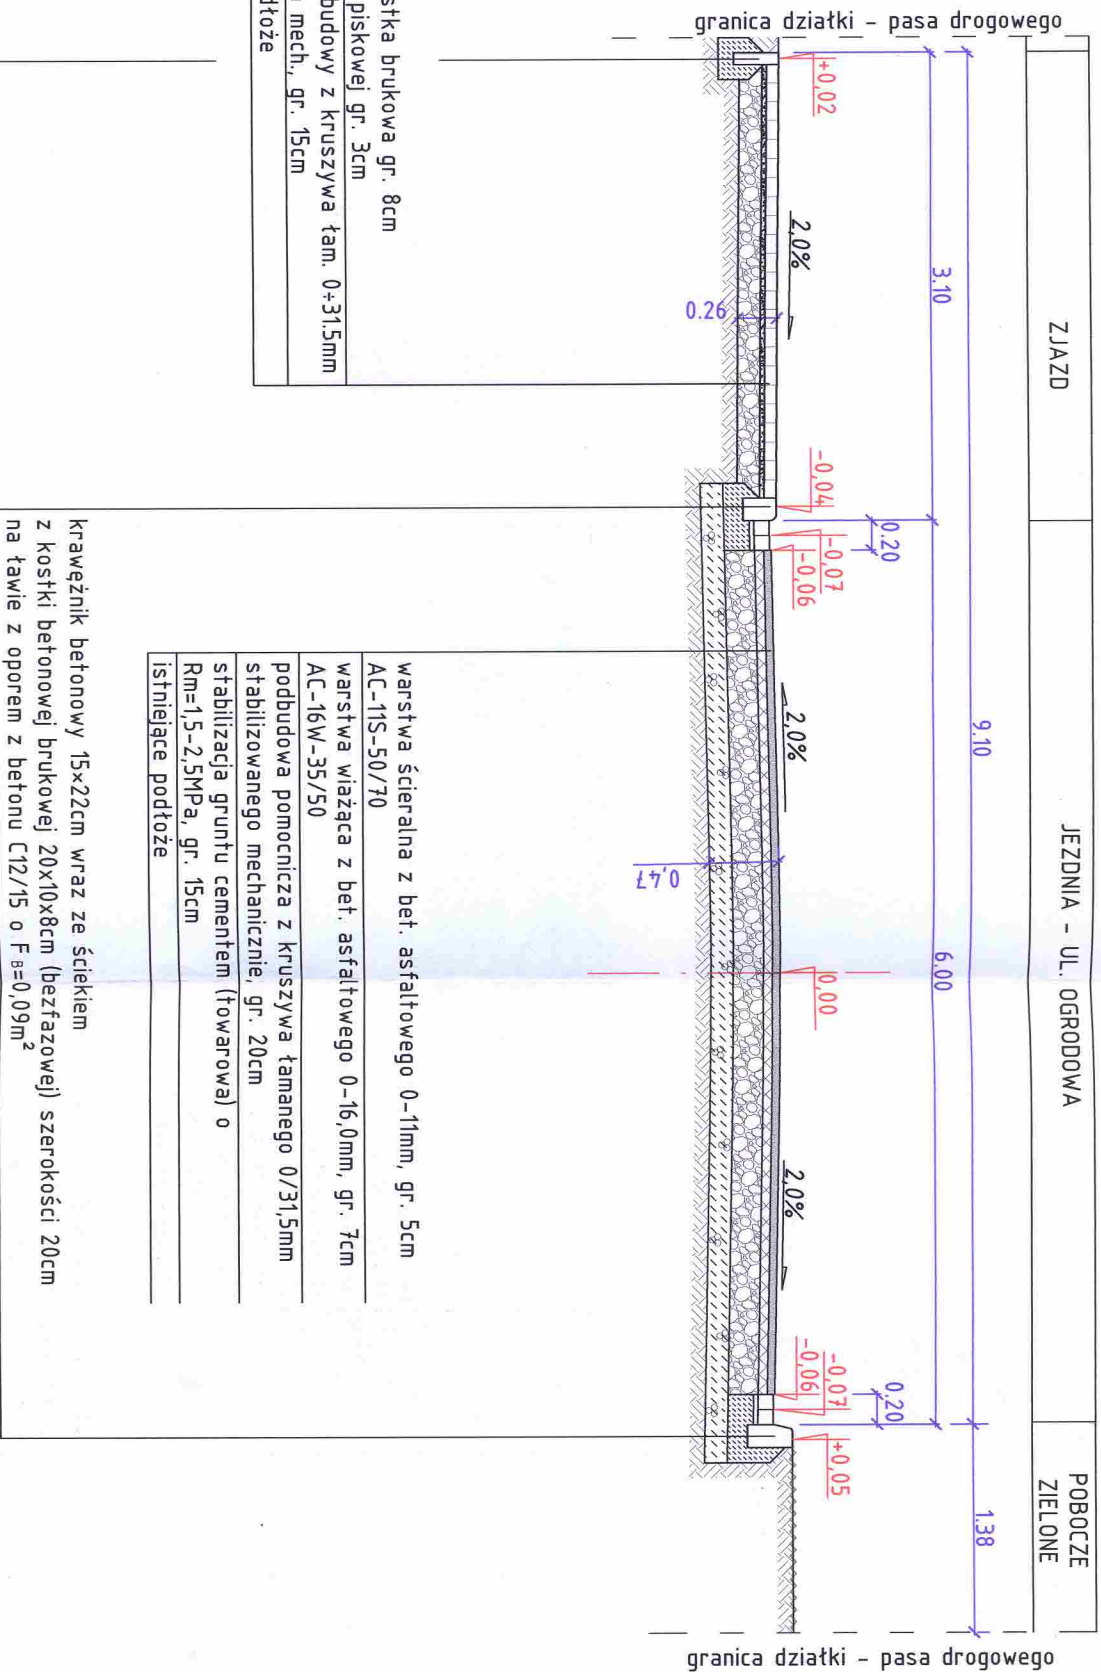 granica działki - pasa drogowego
ZJAZD
JEZDNIA - UL. OGRODOWA
POBOCZE
ZIELONE
9.10
1.38
3.10
6.00
0.20
0,20
+0,02
-0,04
-0,07
-0,06
0,00
-0,06
-0,07
+0,05
2,0%
2,0%
2,0%
0.26
0,47
brukowa gr. 8cm
piskowej gr. 3cm
z kruszywa łam. 0÷31.5mm
mech., gr. 15cm
warstwa ścieralna z bet. asfaltowego 0-11mm, gr. 5cm
AC-11S-50/70
warstwa wiążąca z bet. asfaltowego 0-16,0mm, gr. 7cm
AC-16W-35/50
podbudowa pomocnicza z kruszywa łamanego 0/31,5mm
stabilizowanego mechanicznie, gr. 20cm
stabilizacja gruntu cementem (towarowa) o
Rm=1,5-2,5MPa, gr. 15cm
istniejące podłoże
krawężnik betonowy 15x22cm wraz ze ściekiem
z kostki betonowej brukowej 20x10x8cm (bezfazowej) szerokości 20cm
na ławie z oporem z betonu C12/15 o F B=0,09m²
granica działki - pasa drogowego